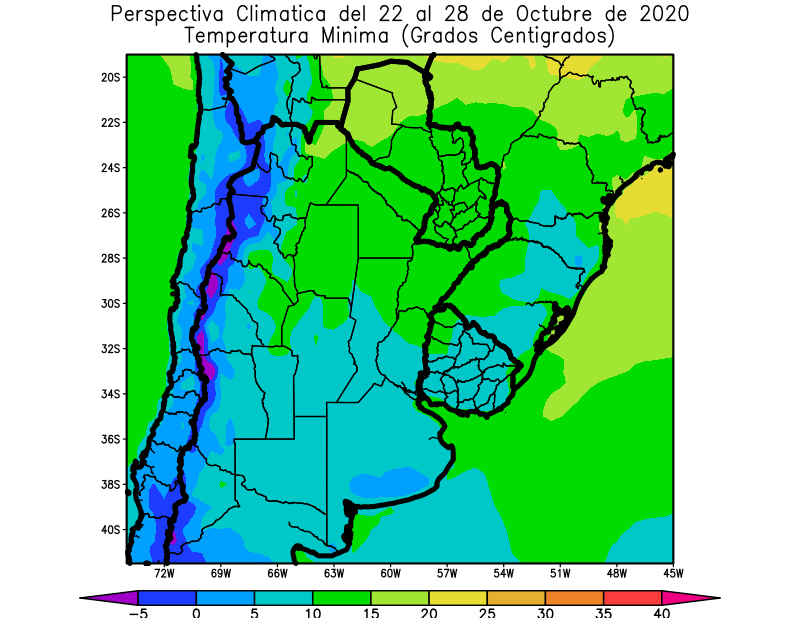 Perspectiva Climatica del 22 al 28 de Octubre de 2020
Temperatura Minima (Grados Centigrados)
20S
22S
24S
26S
28S
30S
32S
34S
36S
38S
40S
72W 69W 66W 63W 60W 57W 54W 51W 48W 45W
−5 0 5 10 15 20 25 30 35 40